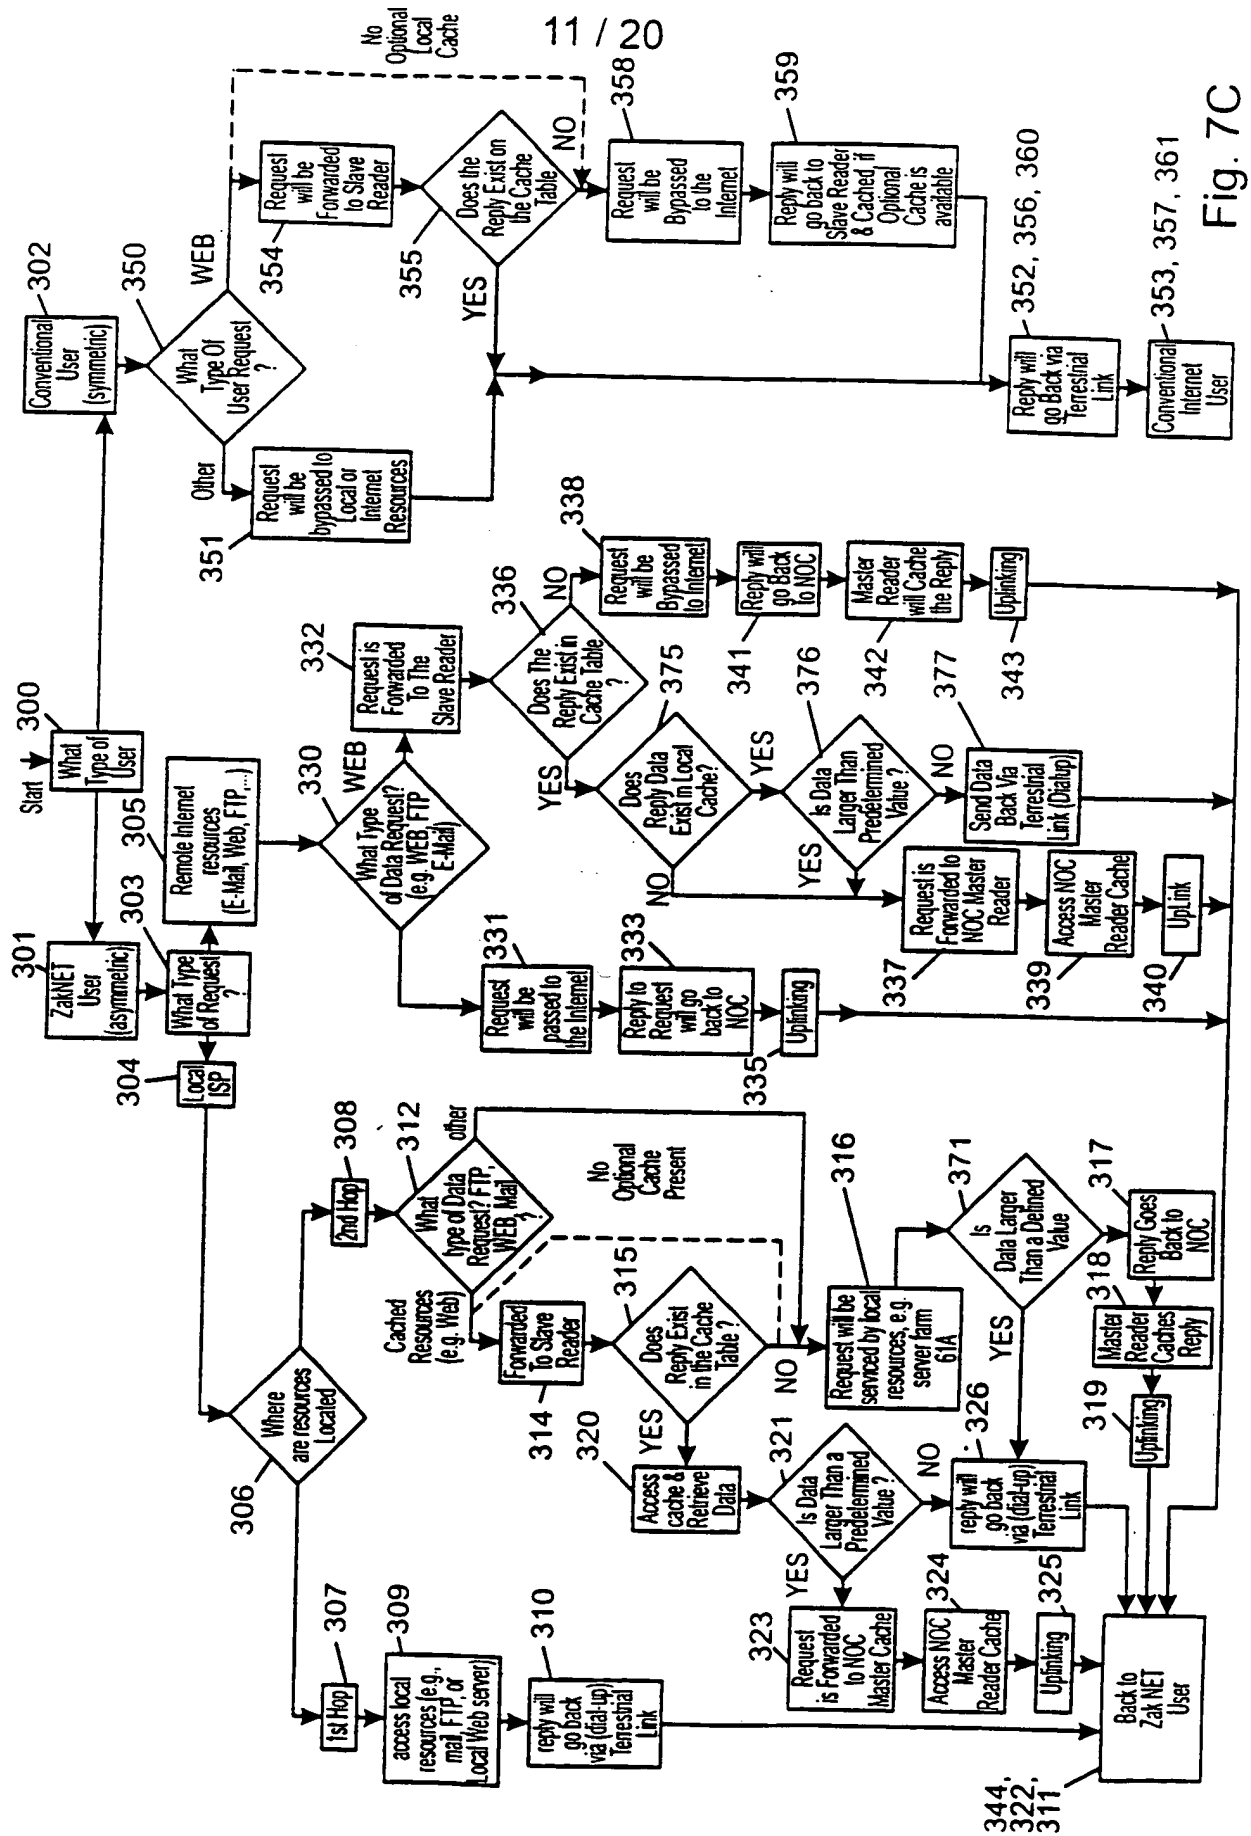 11 / 20
Start
300
What
Type of
User
301
ZakNET
User
(asymmetric)
302
Conventional
User
(symmetric)
303
What Type
of Request
?
304
Local
ISP
305
Remote Internet
resources
(E-Mail, Web, FTP,...)
306
Where
are resources
Located
307
1st Hop
309
access local
resources (e.g.,
mail, FTP, or
Local Web server)
310
reply will
go back
via (dial-up)
Terrestrial
Link
308
2nd Hop
312
What
type of Data
Request? FTP,
WEB, Mail
?
other
Cached
Resources
(e.g. Web)
No
Optional
Cache
Present
314
Forwarded
To Slave
Reader
315
Does
Reply Exist
in the Cache
Table ?
YES
NO
316
Request will be
serviced by local
resources, e.g.
server farm
61A
320
Access
cache &
Retrieve
Data
321
Is Data
Larger Than a
Predetermined
Value ?
YES
NO
323
Request
is Forwarded
to NOC
Master Cache
324
Access NOC
Master
Reader Cache
325
Uplinking
326
reply will
go back
via (dial-up)
Terrestrial
Link
371
Is
Data Larger
Than a Defined
Value
YES
317
Reply Goes
Back to
NOC
318
Master
Reader
Caches
Reply
319
Uplinking
344,
322,
311
Back to
Zak NET
User
330
What Type
of Data Request?
(e.g. WEB, FTP
E-Mail)
WEB
331
Request
will be
passed to
the Internet
333
Reply to
Request
will go
back to
NOC
335
Uplinking
332
Request is
Forwarded
To The
Slave Reader
336
Does The
Reply Exist in
Cache Table
?
YES
NO
375
Does
Reply Data
Exist in Local
Cache?
NO
YES
376
Is Data
Larger Than
Predetermined
Value ?
YES
NO
377
Send Data
Back Via
Terrestrial
Link (Dialup)
337
Request is
Forwarded to
NOC Master
Reader
339
Access NOC
Master
Reader Cache
340
UpLink
338
Request
will be
Bypassed
to Internet
341
Reply will
go Back
to NOC
342
Master
Reader
will Cache
the Reply
343
Uplinking
350
What
Type Of
User Request
?
Other
WEB
No
Optional
Local
Cache
351
Request
will be
bypassed to
Local or
Internet
Resources
354
Request
will be
Forwarded
to Slave
Reader
355
Does the
Reply Exist on
the Cache
Table
YES
NO
358
Request
will be
Bypassed
to the
Internet
359
Reply will
go back to
Slave Reader
& Cached if
Optional
Cache is
available
352, 356, 360
Reply will
go Back via
Terrestrial
Link
353, 357, 361
Conventional
Internet
User
Fig. 7C